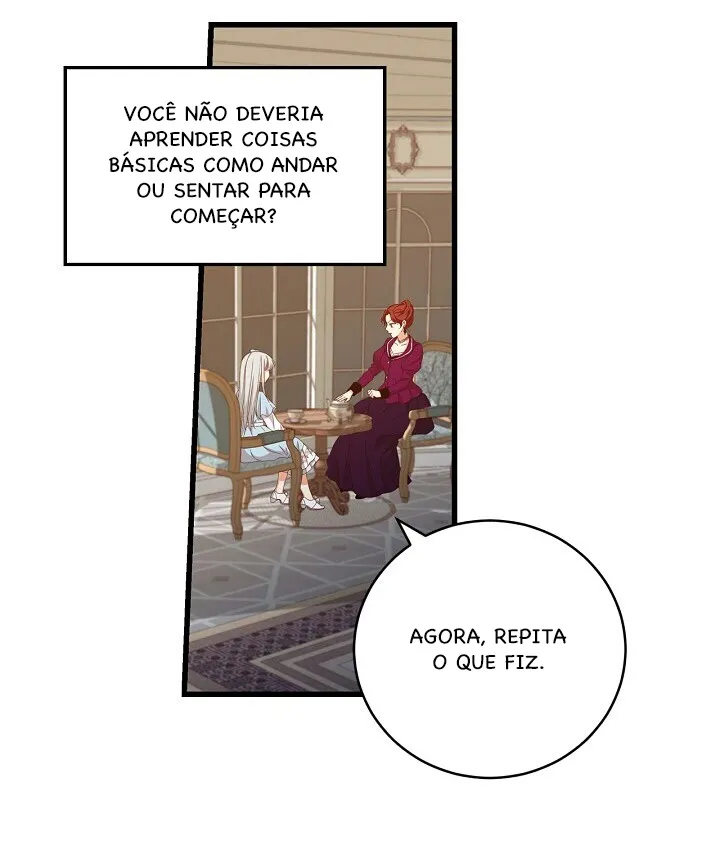 VOCÊ NÃO DEVERIA
APRENDER COISAS
BÁSICAS COMO ANDAR
OU SENTAR PARA
COMEÇAR?
AGORA, REPITA
O QUE FIZ.